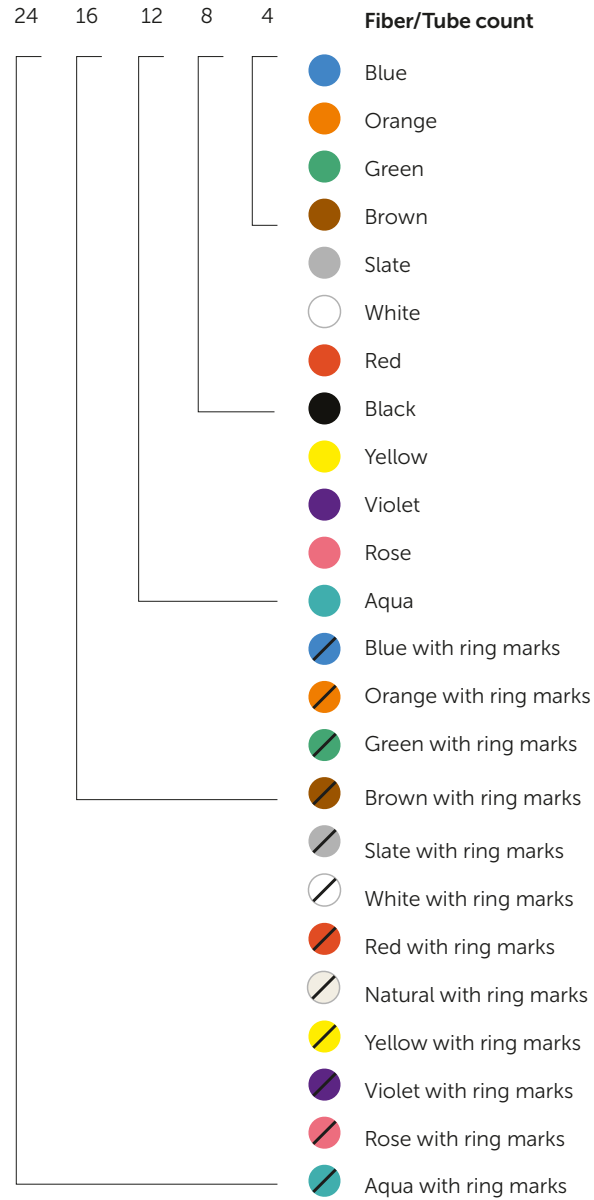 24 16 12 8 4 Fiber/Tube count
Blue
Orange
Green
Brown
Slate
White
Red
Black
Yellow
Violet
Rose
Aqua
Blue with ring marks
Orange with ring marks
Green with ring marks
Brown with ring marks
Slate with ring marks
White with ring marks
Red with ring marks
Natural with ring marks
Yellow with ring marks
Violet with ring marks
Rose with ring marks
Aqua with ring marks